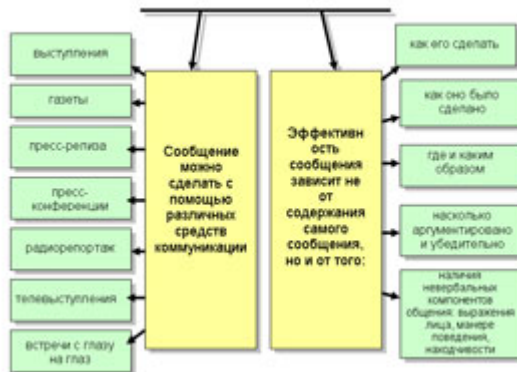 выступления
газеты
пресс-релиза
пресс-
конференции
радиорепортаж
телевыступления
встречи с глазу
на глаз
Сообщение
можно
сделать с
помощью
различных
средств
коммуникации
Эффективн
ость
сообщения
зависит не
от
содержания
самого
сообщения,
но и от того:
как его сделать
как оно было
сделано
где и каким
образом
насколько
аргументировано
и убедительно
наличия
невербальных
компонентов
общения: выражения
лица, манере
поведения,
находчивости